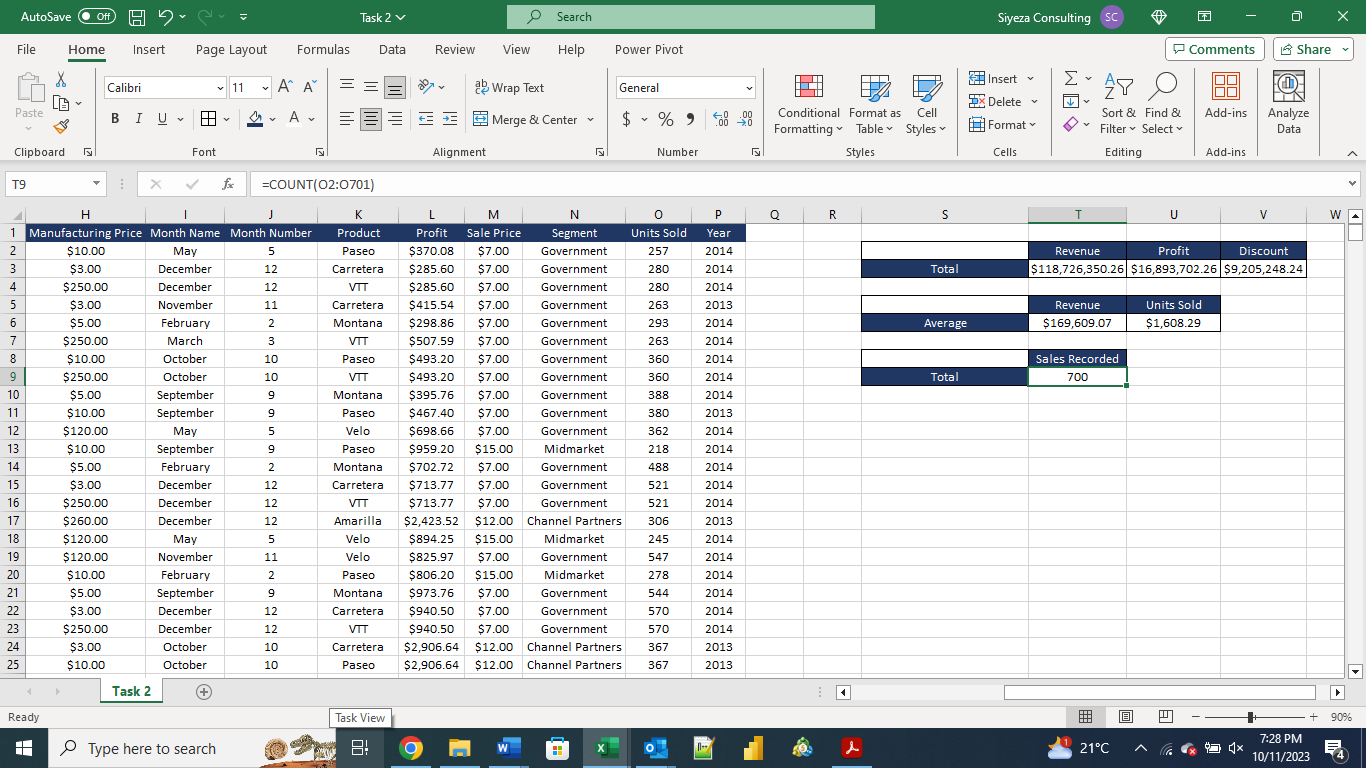 AutoSave Off Task 2 Search Siyeza Consulting SC
File Home Insert Page Layout Formulas Data Review View Help Power Pivot Comments Share
Paste
Calibri 11
B I U A
ab Wrap Text
Merge & Center
General
$ % 9
Conditional Formatting
Format as Table
Cell Styles
Insert
Delete
Format
Sort & Filter
Find & Select
Add-ins
Analyze Data
Clipboard Font Alignment Number Styles Cells Editing Add-ins
T9 fx =COUNT(O2:O701)
H I J K L M N O P Q R S T U V W
1 Manufacturing Price Month Name Month Number Product Profit Sale Price Segment Units Sold Year
2 $10.00 May 5 Paseo $370.08 $7.00 Government 257 2014 Revenue Profit Discount
3 $3.00 December 12 Carretera $285.60 $7.00 Government 280 2014 Total $118,726,350.26 $16,893,702.26 $9,205,248.24
4 $250.00 December 12 VTT $285.60 $7.00 Government 280 2014
5 $3.00 November 11 Carretera $415.54 $7.00 Government 263 2013 Revenue Units Sold
6 $5.00 February 2 Montana $298.86 $7.00 Government 293 2014 Average $169,609.07 $1,608.29
7 $250.00 March 3 VTT $507.59 $7.00 Government 263 2014
8 $10.00 October 10 Paseo $493.20 $7.00 Government 360 2014 Sales Recorded
9 $250.00 October 10 VTT $493.20 $7.00 Government 360 2014 Total 700
10 $5.00 September 9 Montana $395.76 $7.00 Government 388 2014
11 $10.00 September 9 Paseo $467.40 $7.00 Government 380 2013
12 $120.00 May 5 Velo $698.66 $7.00 Government 362 2014
13 $10.00 September 9 Paseo $959.20 $15.00 Midmarket 218 2014
14 $5.00 February 2 Montana $702.72 $7.00 Government 488 2014
15 $3.00 December 12 Carretera $713.77 $7.00 Government 521 2014
16 $250.00 December 12 VTT $713.77 $7.00 Government 521 2014
17 $260.00 December 12 Amarilla $2,423.52 $12.00 Channel Partners 306 2013
18 $120.00 May 5 Velo $894.25 $15.00 Midmarket 245 2014
19 $120.00 November 11 Velo $825.97 $7.00 Government 547 2014
20 $10.00 February 2 Paseo $806.20 $15.00 Midmarket 278 2014
21 $5.00 September 9 Montana $973.76 $7.00 Government 544 2014
22 $3.00 December 12 Carretera $940.50 $7.00 Government 570 2014
23 $250.00 December 12 VTT $940.50 $7.00 Government 570 2014
24 $3.00 October 10 Carretera $2,906.64 $12.00 Channel Partners 367 2013
25 $10.00 October 10 Paseo $2,906.64 $12.00 Channel Partners 367 2013
Task 2
Ready 90%
Task View
Type here to search 1 21°C 7:28 PM
10/11/2023 4